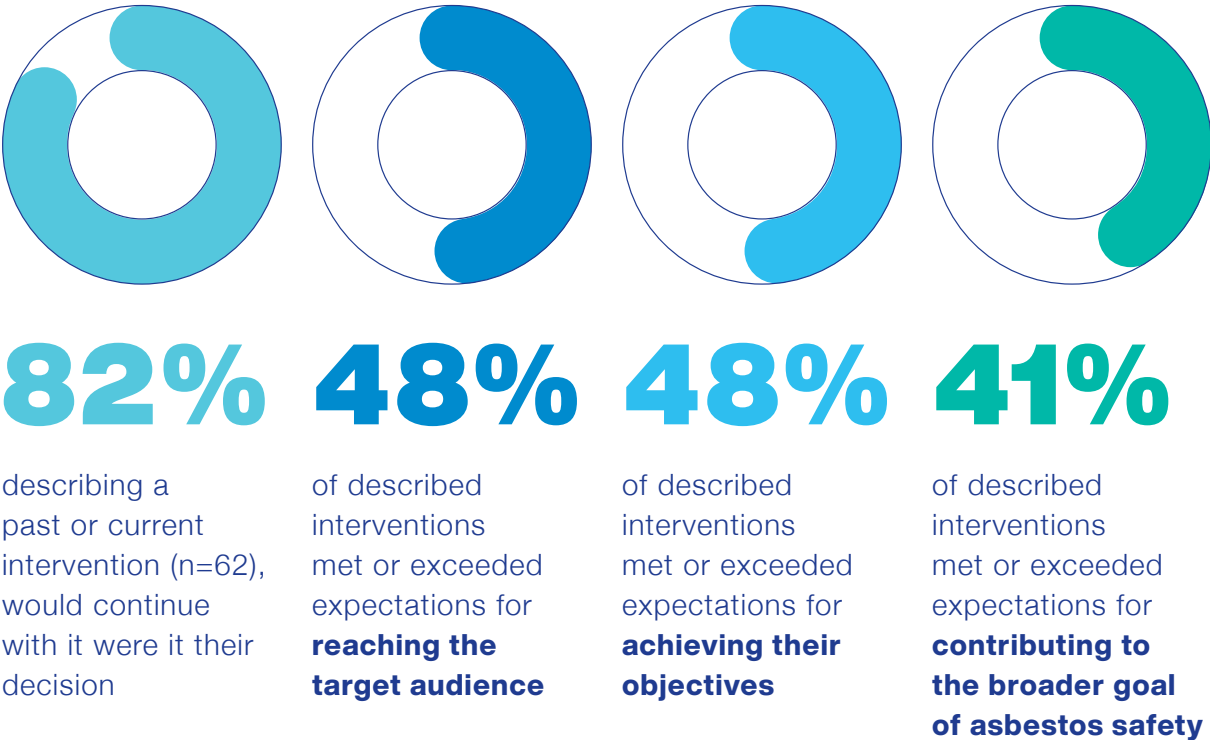 82%
describing a
past or current
intervention (n=62),
would continue
with it were it their
decision
48%
of described
interventions
met or exceeded
expectations for
reaching the
target audience
48%
of described
interventions
met or exceeded
expectations for
achieving their
objectives
41%
of described
interventions
met or exceeded
expectations for
contributing to
the broader goal
of asbestos safety